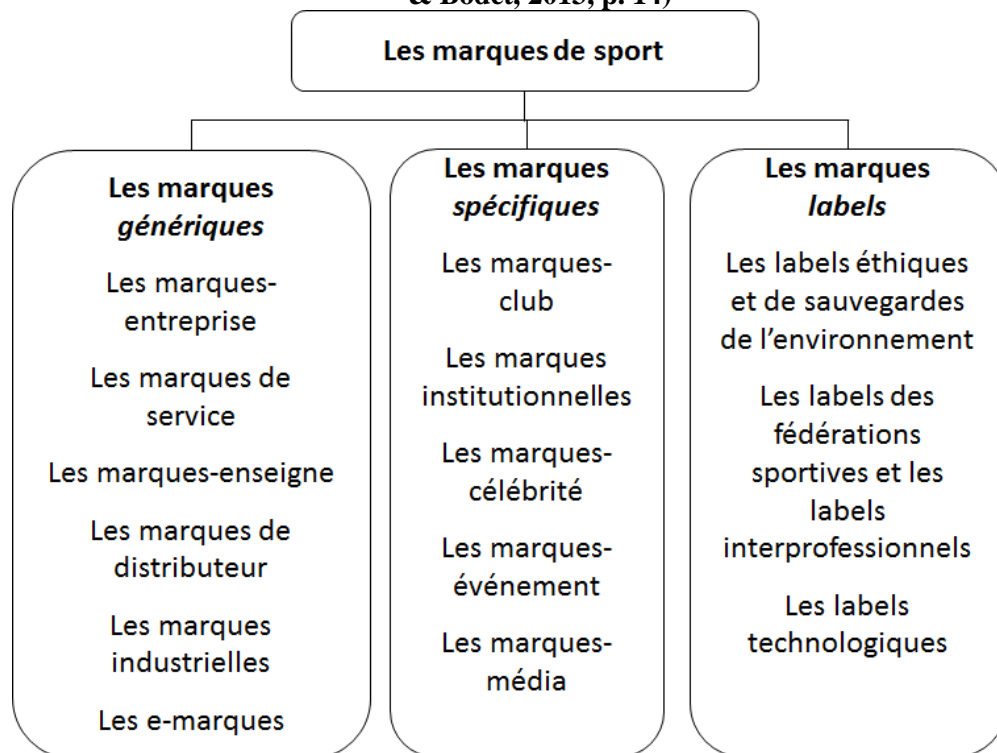 & Bodet, 2013, p. 14)
Les marques de sport
Les marques
génériques
Les marques-
entreprise
Les marques de
service
Les marques-enseigne
Les marques de
distributeur
Les marques
industrielles
Les e-marques
Les marques
spécifiques
Les marques-
club
Les marques
institutionnelles
Les marques-
célébrité
Les marques-
événement
Les marques-
média
Les marques
labels
Les labels éthiques
et de sauvegardes
de l’environnement
Les labels des
fédérations
sportives et les
labels
interprofessionnels
Les labels
technologiques